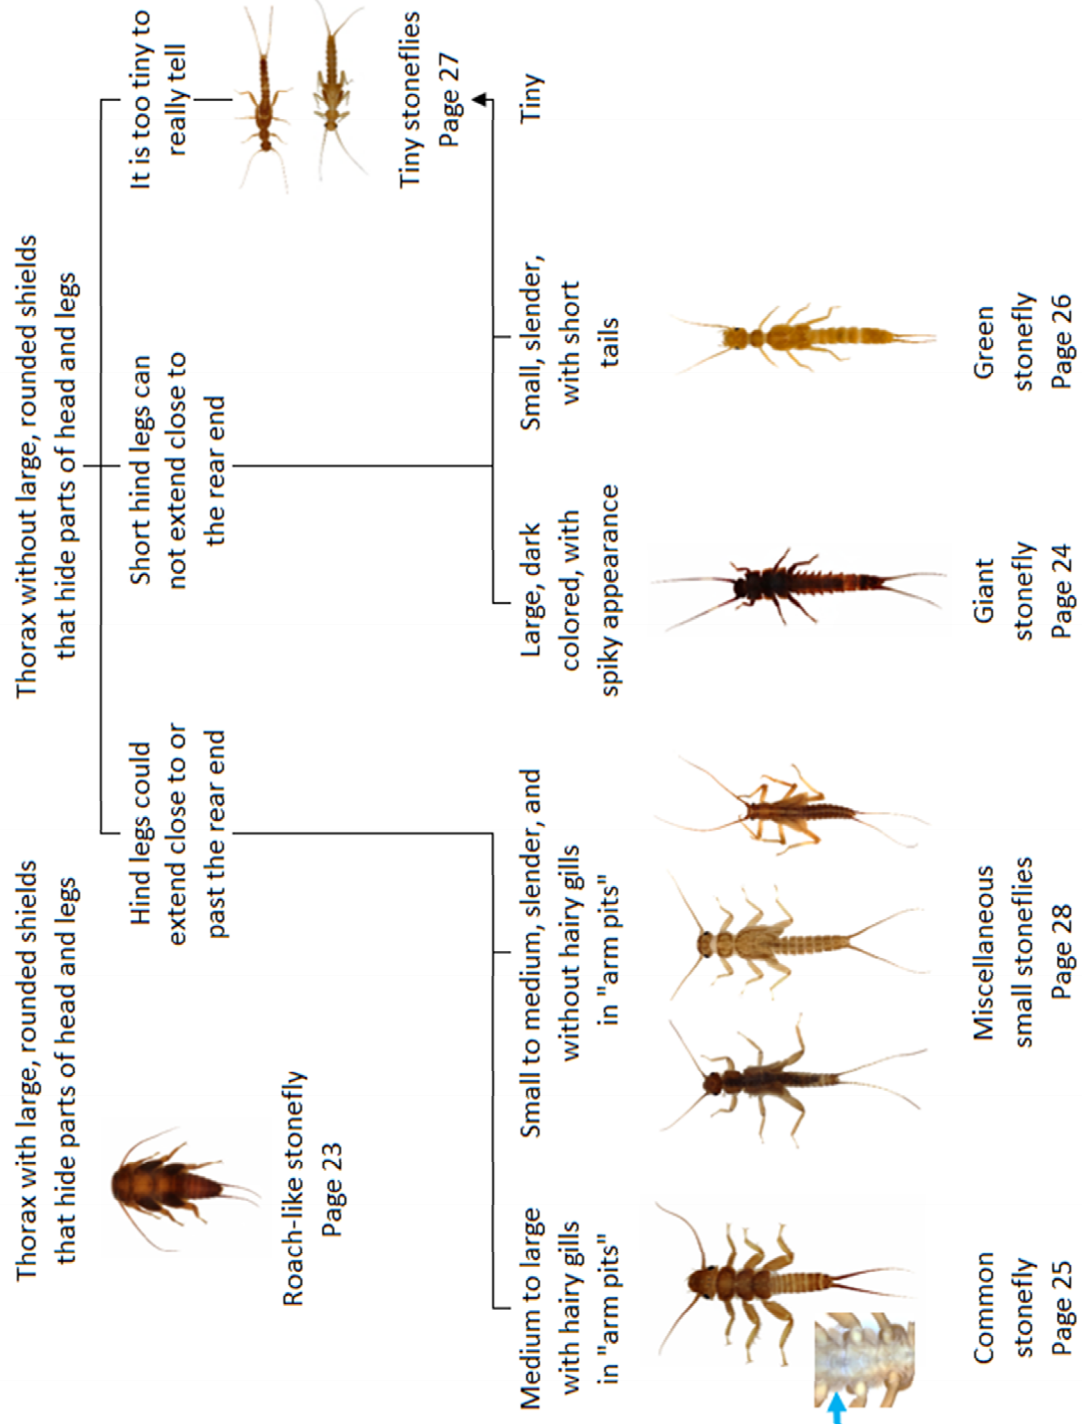 Thorax with large, rounded shields
that hide parts of head and legs
Roach-like stonefly
Page 23
Thorax without large, rounded shields
that hide parts of head and legs
Hind legs could
extend close to or
past the rear end
Short hind legs can
not extend close to
the rear end
It is too tiny to
really tell
Tiny stoneflies
Page 27
Medium to large
with hairy gills
in "arm pits"
Small to medium, slender, and
without hairy gills
in "arm pits"
Large, dark
colored, with
spiky appearance
Small, slender,
with short
tails
Tiny
Common
stonefly
Page 25
Miscellaneous
small stoneflies
Page 28
Giant
stonefly
Page 24
Green
stonefly
Page 26